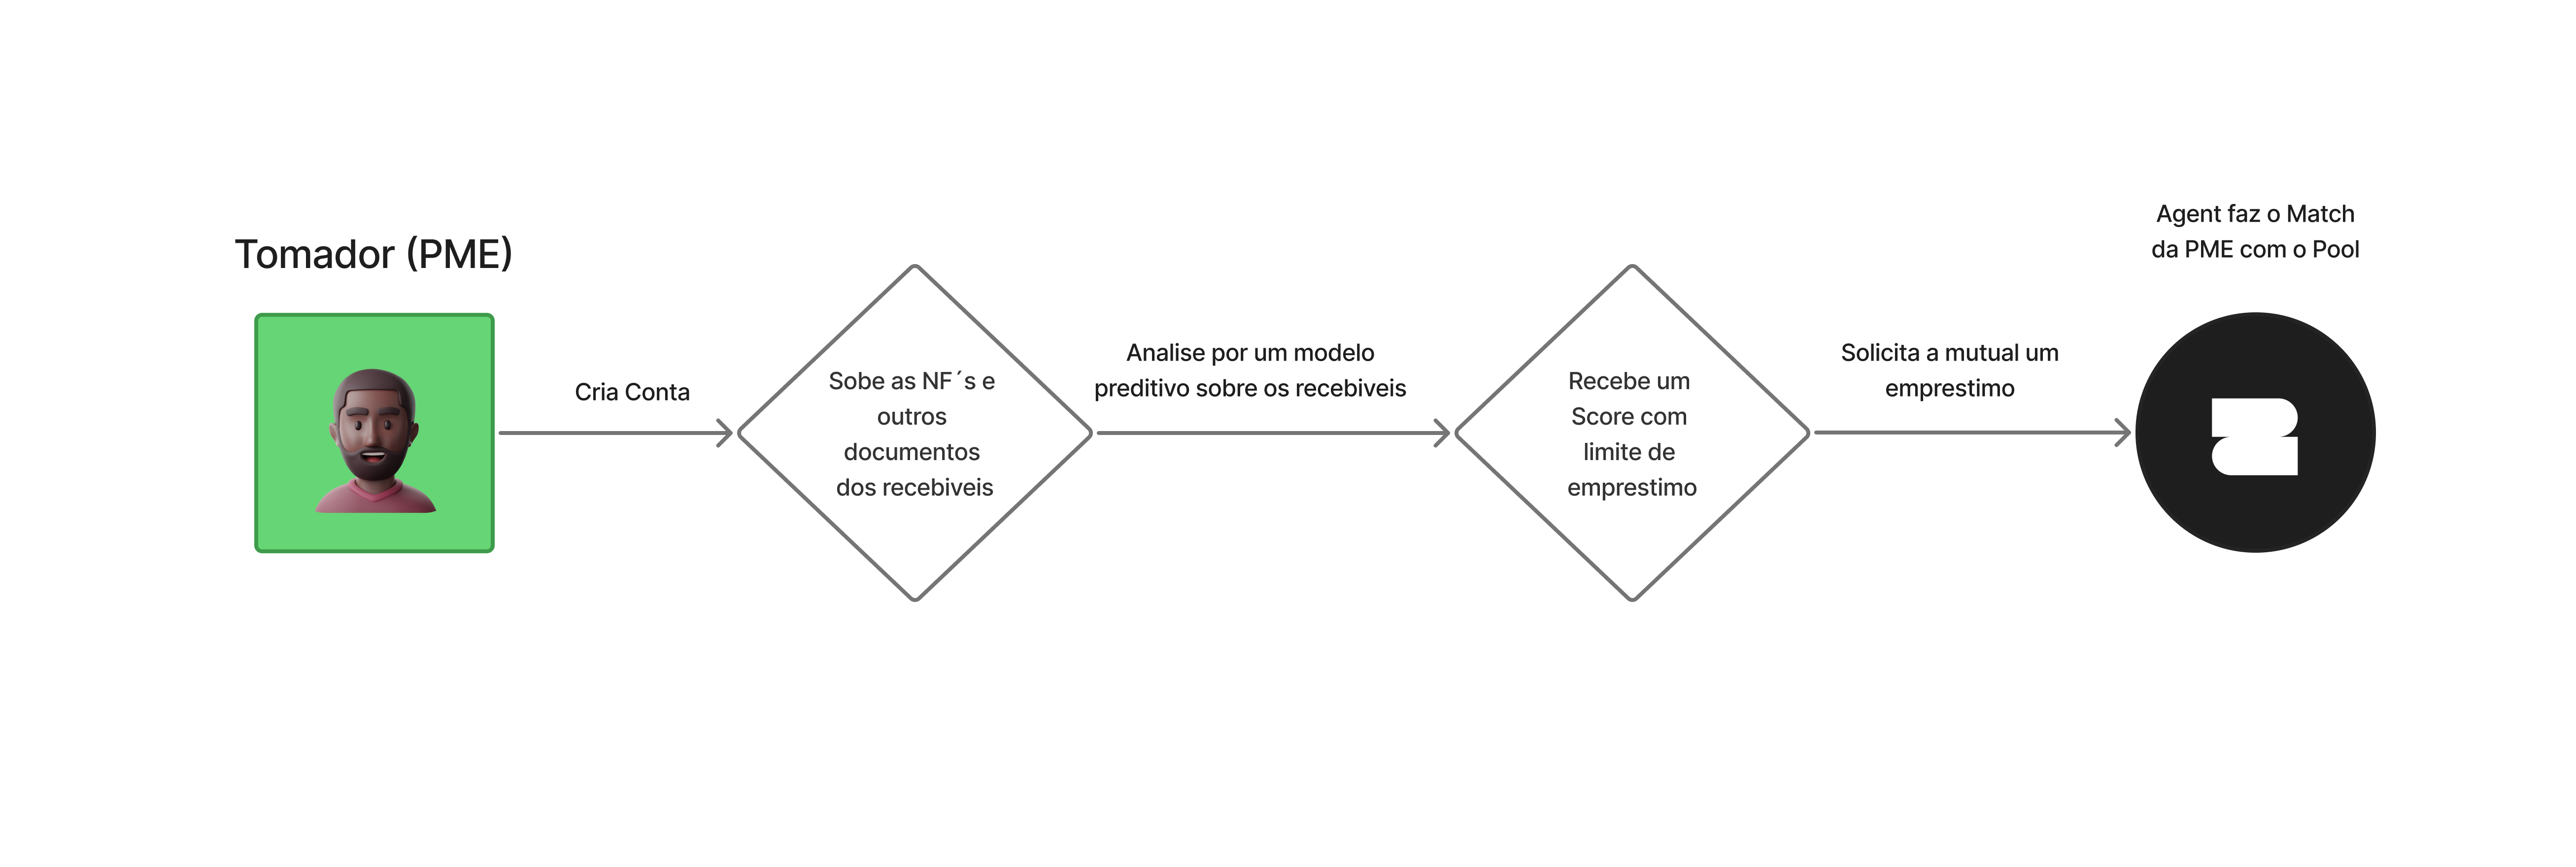 Tomador (PME)
Cria Conta
Sobe as NF´s e
outros
documentos
dos recebiveis
Analise por um modelo
preditivo sobre os recebiveis
Recebe um
Score com
limite de
emprestimo
Solicita a mutual um
emprestimo
Agent faz o Match
da PME com o Pool